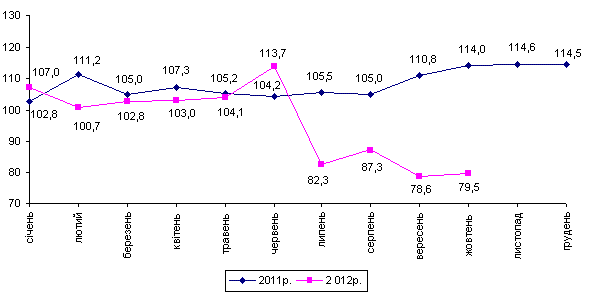 130
120
110
100
90
80
70
107,0
111,2
105,0
107,3
105,2
113,7
104,2
105,5
105,0
110,8
114,0
114,6
114,5
102,8
100,7
102,8
103,0
104,1
82,3
87,3
78,6
79,5
січень
лютий
березень
квітень
травень
червень
липень
серпень
вересень
жовтень
листопад
грудень
2011р.
2 012р.